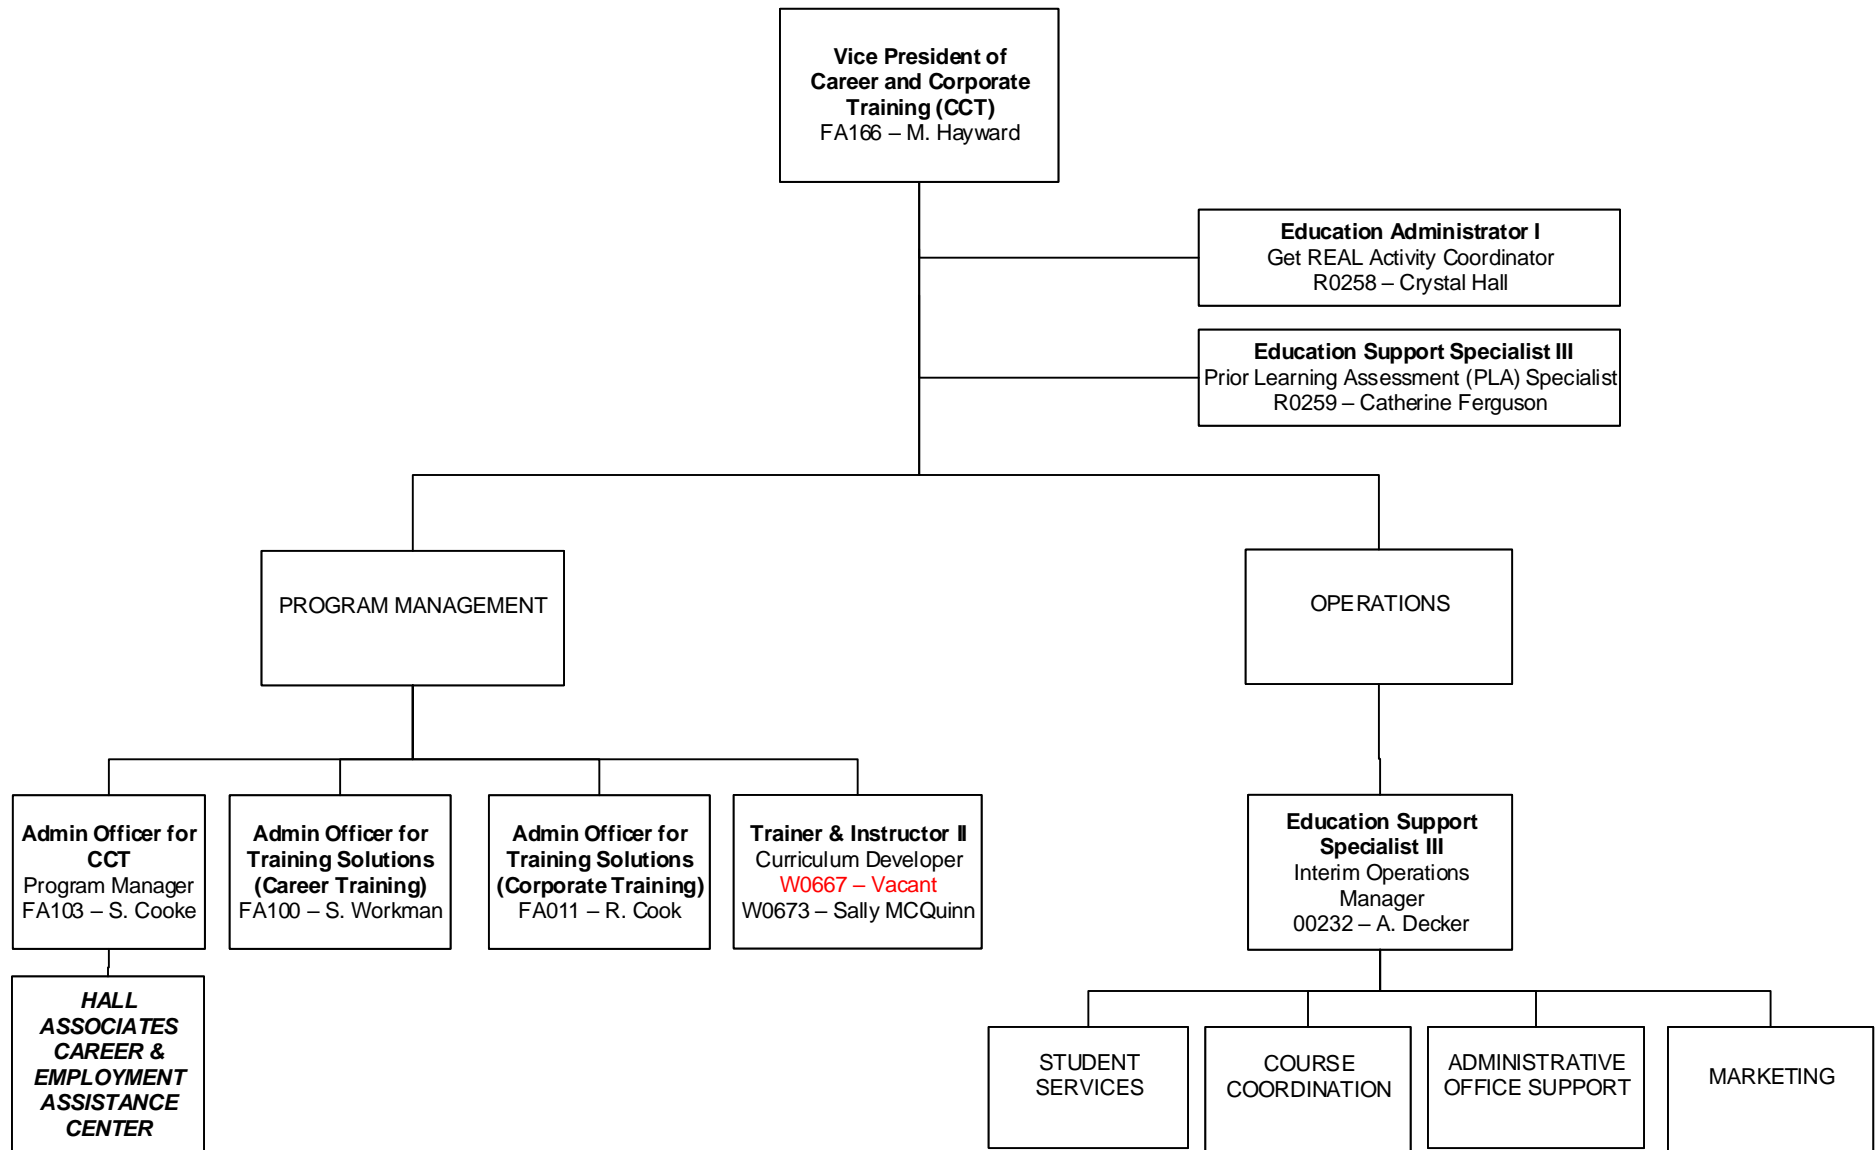 Vice President of
Career and Corporate
Training (CCT)
FA166 – M. Hayward
Education Administrator I
Get REAL Activity Coordinator
R0258 – Crystal Hall
Education Support Specialist III
Prior Learning Assessment (PLA) Specialist
R0259 – Catherine Ferguson
PROGRAM MANAGEMENT
OPERATIONS
Admin Officer for
CCT
Program Manager
FA103 – S. Cooke
Admin Officer for
Training Solutions
(Career Training)
FA100 – S. Workman
Admin Officer for
Training Solutions
(Corporate Training)
FA011 – R. Cook
Trainer & Instructor II
Curriculum Developer
W0667 – Vacant
W0673 – Sally MCQuinn
Education Support
Specialist III
Interim Operations
Manager
00232 – A. Decker
HALL
ASSOCIATES
CAREER &
EMPLOYMENT
ASSISTANCE
CENTER
STUDENT
SERVICES
COURSE
COORDINATION
ADMINISTRATIVE
OFFICE SUPPORT
MARKETING